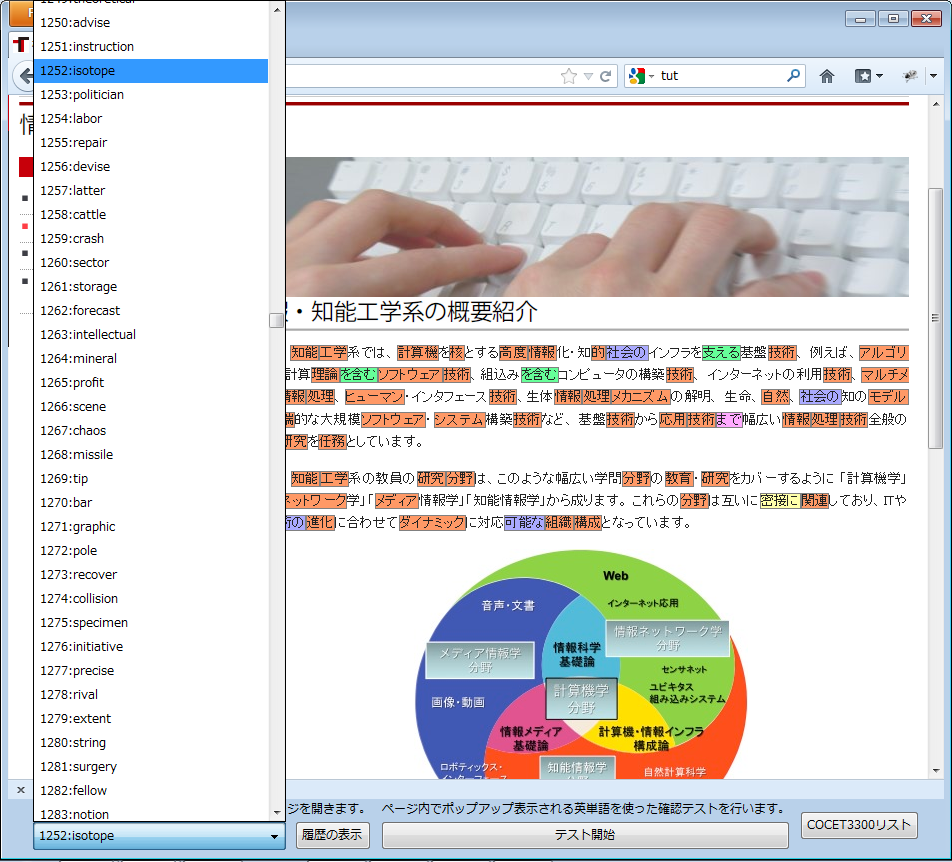 1250:advise
1251:instruction
1252:isotope
1253:politician
1254:labor
1255:repair
1256:devise
1257:latter
1258:cattle
1259:crash
1260:sector
1261:storage
1262:forecast
1263:intellectual
1264:mineral
1265:profit
1266:scene
1267:chaos
1268:missile
1269:tip
1270:bar
1271:graphic
1272:pole
1273:recover
1274:collision
1275:specimen
1276:initiative
1277:precise
1278:rival
1279:extent
1280:string
1281:surgery
1282:fellow
1283:notion
1252:isotope
tut
情
・知能工学系の概要紹介
知能工学系では、計算機を核とする高度情報化・知的社会のインフラを支える基盤技術、例えば、アルゴリ
計算理論を含むソフトウェア技術、組込みを含むコンピュータの構築技術、インターネットの利用技術、マルチメ
情報処理、ヒューマン・インタフェース技術、生体情報処理メカニズムの解明、生命、自然、社会の知のモデル
的な大規模ソフトウェア・システム構築技術など、基盤技術から応用技術まで幅広い情報処理技術全般の
研究を任務としています。
知能工学系の教員の研究分野は、このような幅広い学問分野の教育・研究をカバーするように「計算機学」
ネットワーク学」「メディア情報学」「知能情報学」から成ります。これらの分野は互いに密接に関連しており、ITや
術の進化に合わせてダイナミックに対応可能な組織構成となっています。
Web
音声・文書
インターネット応用
情報ネットワーク学
分野
メディア情報学
分野
情報科学
基礎論
センサネット
ユビキタス
組み込みシステム
計算機学
分野
画像・動画
情報メディア
基礎論
計算機・情報インフラ
構成論
ロボティックス・
インターフェース
知能情報学
分野
自然計算科学
ジを開きます。
ページ内でポップアップ表示される英単語を使った確認テストを行います。
履歴の表示
テスト開始
COCET3300リスト